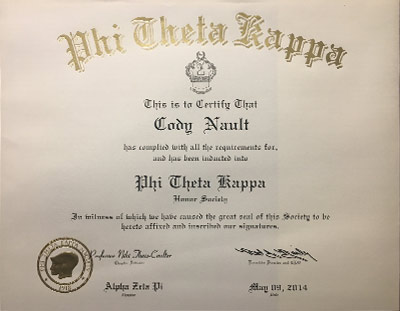 Phi Theta Kappa
This is to Certify That
Cody Nault
has complied with all the requirements for,
and has been inducted into
Phi Theta Kappa
Honor Society
In witness of which we have caused the great seal of this Society to be
hereto affixed and inscribed our signatures.
Alpha Zeta Pi
May 09, 2014
Chapter
Date